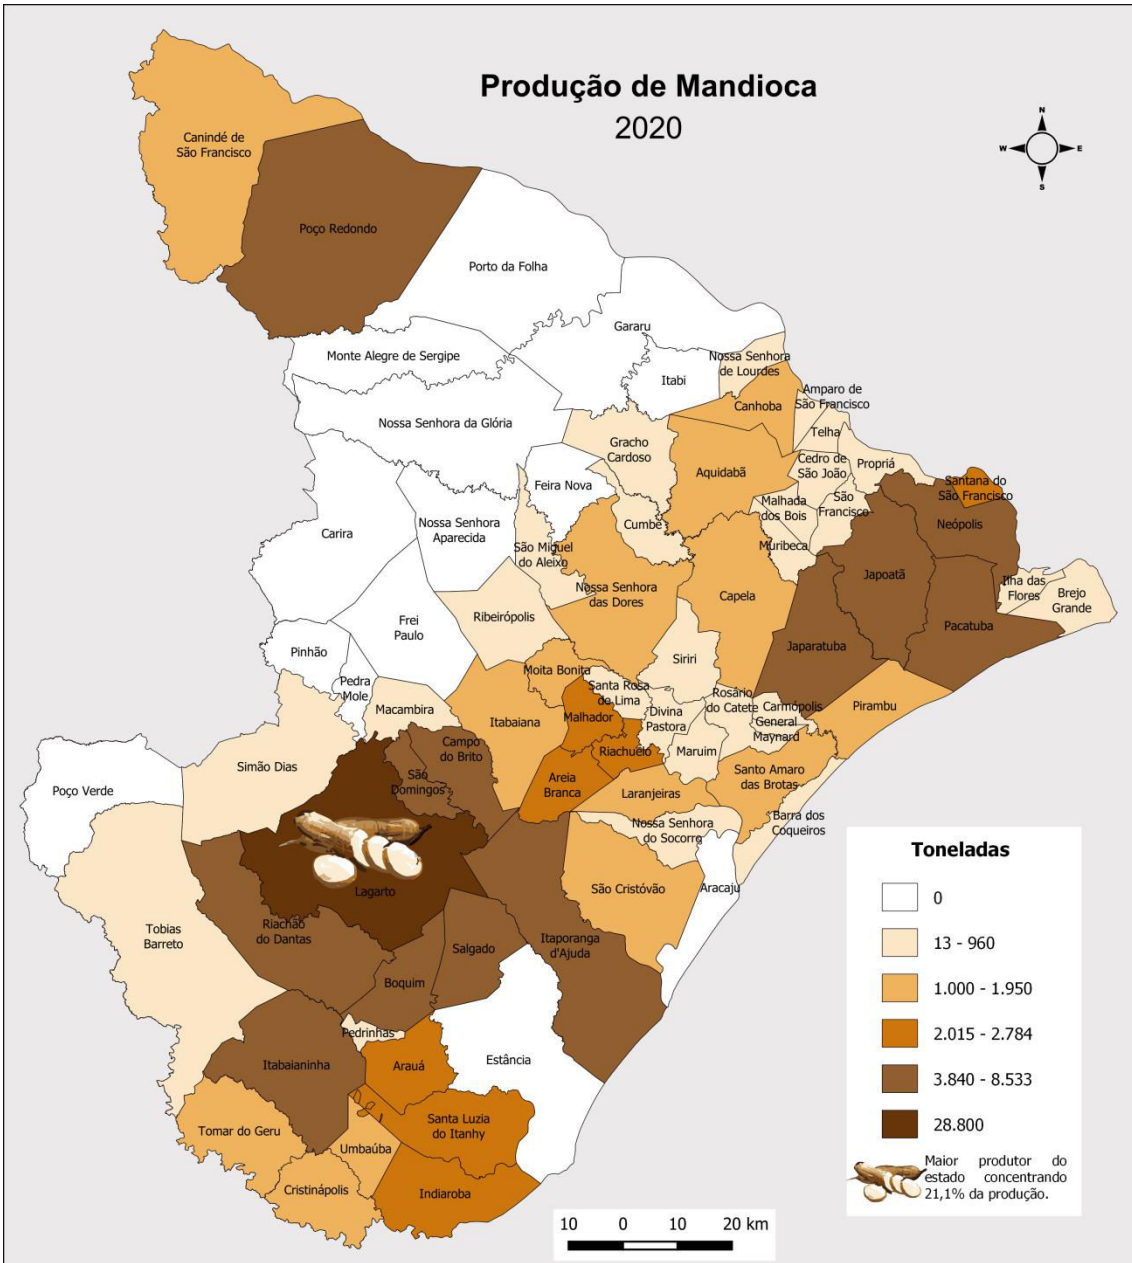 Produção de Mandioca
2020
N
W
E
S
Canindé de
São Francisco
Poço Redondo
Porto da Folha
Gararu
Monte Alegre de Sergipe
Nossa Senhora
de Lourdes
Itabi
Amparo de
São Francisco
Canhoba
Nossa Senhora da Glória
Telha
Gracho
Cardoso
Cedro de
São João
Propriá
Aquidabã
Feira Nova
Santana do
São Francisco
Malhada
dos Bois
São
Francisco
Neópolis
Cumbe
Nossa Senhora
Aparecida
Carira
São Miguel
do Aleixo
Muribeca
Japoatã
Ilha das
Flores
Brejo
Grande
Nossa Senhora
das Dores
Capela
Ribeirópolis
Frei
Paulo
Pacatuba
Japaratuba
Pinhão
Siriri
Moita Bonita
Pedra
Mole
Santa Rosa
de Lima
Rosário
do Catete
Carmópolis
Pirambu
Macambira
Itabaiana
Malhador
Divina
Pastora
General
Maynard
Campo
do Brito
Riachuelo
Maruim
Simão Dias
São
Domingos
Areia
Branca
Santo Amaro
das Brotas
Poço Verde
Laranjeiras
Nossa Senhora
do Socorro
Barra dos
Coqueiros
Lagarto
São Cristóvão
Aracaju
Tobias
Barreto
Riachão
do Dantas
Salgado
Itaporanga
d'Ajuda
Boquim
Pedrinhas
Estância
Itabaianinha
Arauá
Tomar do Geru
Santa Luzia
do Itanhy
Umbaúba
Cristinápolis
Indiaroba
Toneladas
0
13 - 960
1.000 - 1.950
2.015 - 2.784
3.840 - 8.533
28.800
Maior produtor do
estado concentrando
21,1% da produção.
10 0 10 20 km